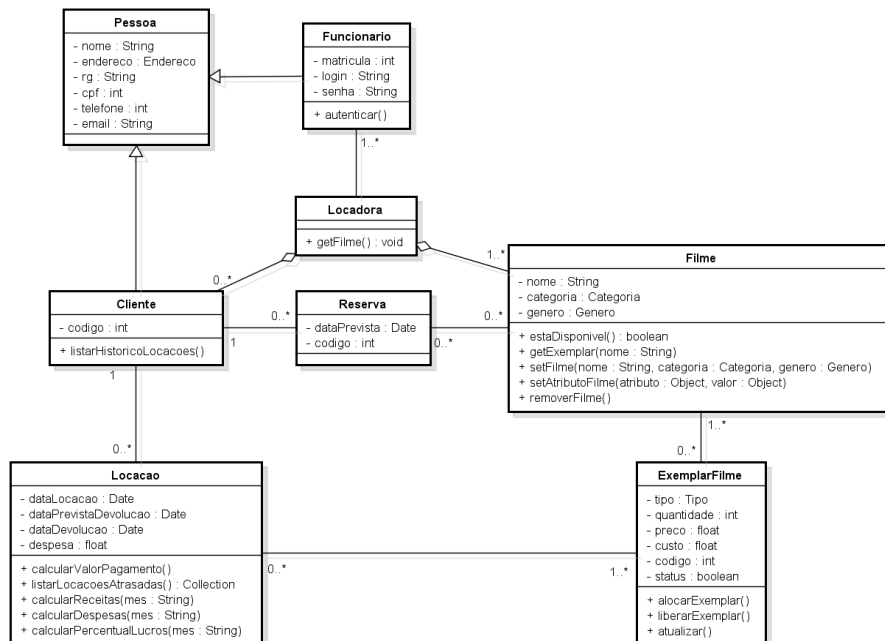 Pessoa
- nome : String
- endereco : Endereco
- rg : String
- cpf : int
- telefone : int
- email : String
Funcionario
- matricula : int
- login : String
- senha : String
+ autenticar()
1..*
Locadora
+ getFilme() : void
0..*
1..*
Filme
- nome : String
- categoria : Categoria
- genero : Genero
+ estaDisponivel() : boolean
+ getExemplar(nome : String)
+ setFilme(nome : String, categoria : Categoria, genero : Genero)
+ setAtributoFilme(atributo : Object, valor : Object)
+ removerFilme()
Cliente
- codigo : int
+ listarHistoricoLocacoes()
0..*
1
Reserva
- dataPrevista : Date
- codigo : int
0..*
0..*
1
0..*
1..*
0..*
Locacao
- dataLocacao : Date
- dataPrevistaDevolucao : Date
- dataDevolucao : Date
- despesa : float
+ calcularValorPagamento()
+ listarLocacoesAtrasadas() : Collection
+ calcularReceitas(mes : String)
+ calcularDespesas(mes : String)
+ calcularPercentualLucros(mes : String)
0..*
1..*
ExemplarFilme
- tipo : Tipo
- quantidade : int
- preco : float
- custo : float
- codigo : int
- status : boolean
+ alocarExemplar()
+ liberarExemplar()
+ atualizar()